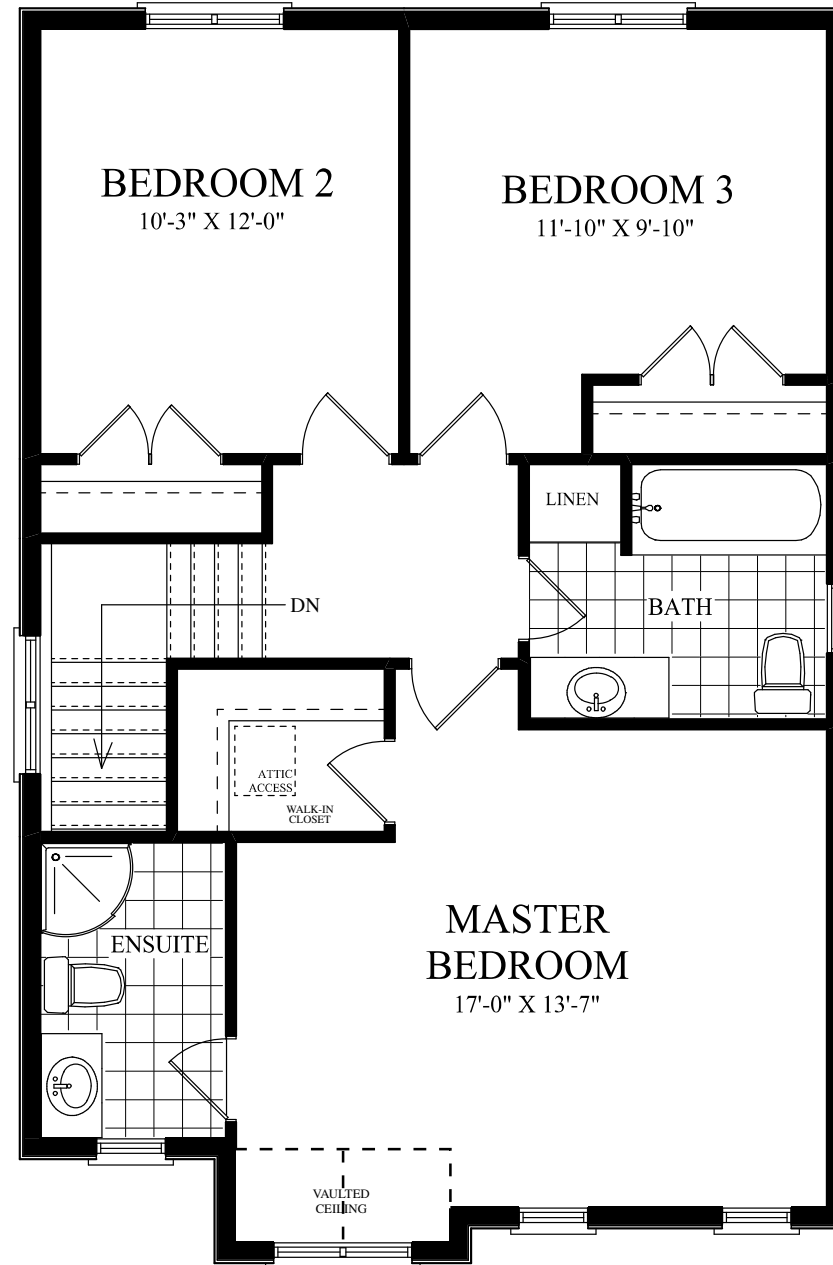 BEDROOM 2
10'-3" X 12'-0"
BEDROOM 3
11'-10" X 9'-10"
LINEN
DN
BATH
ATTIC
ACCESS
WALK-IN
CLOSET
ENSUITE
MASTER
BEDROOM
17'-0" X 13'-7"
VAULTED
CEILING